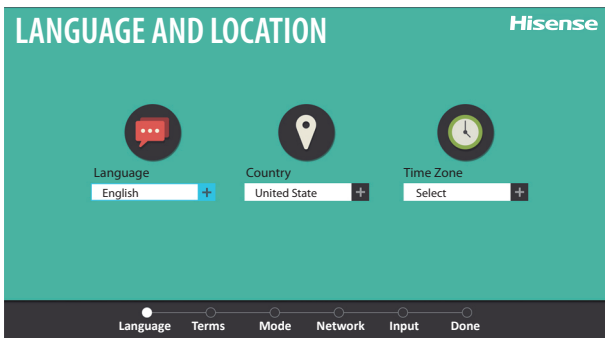 LANGUAGE AND LOCATION
Hisense
Language
Country
Time Zone
English +
United State +
Select +
Language Terms Mode Network Input Done